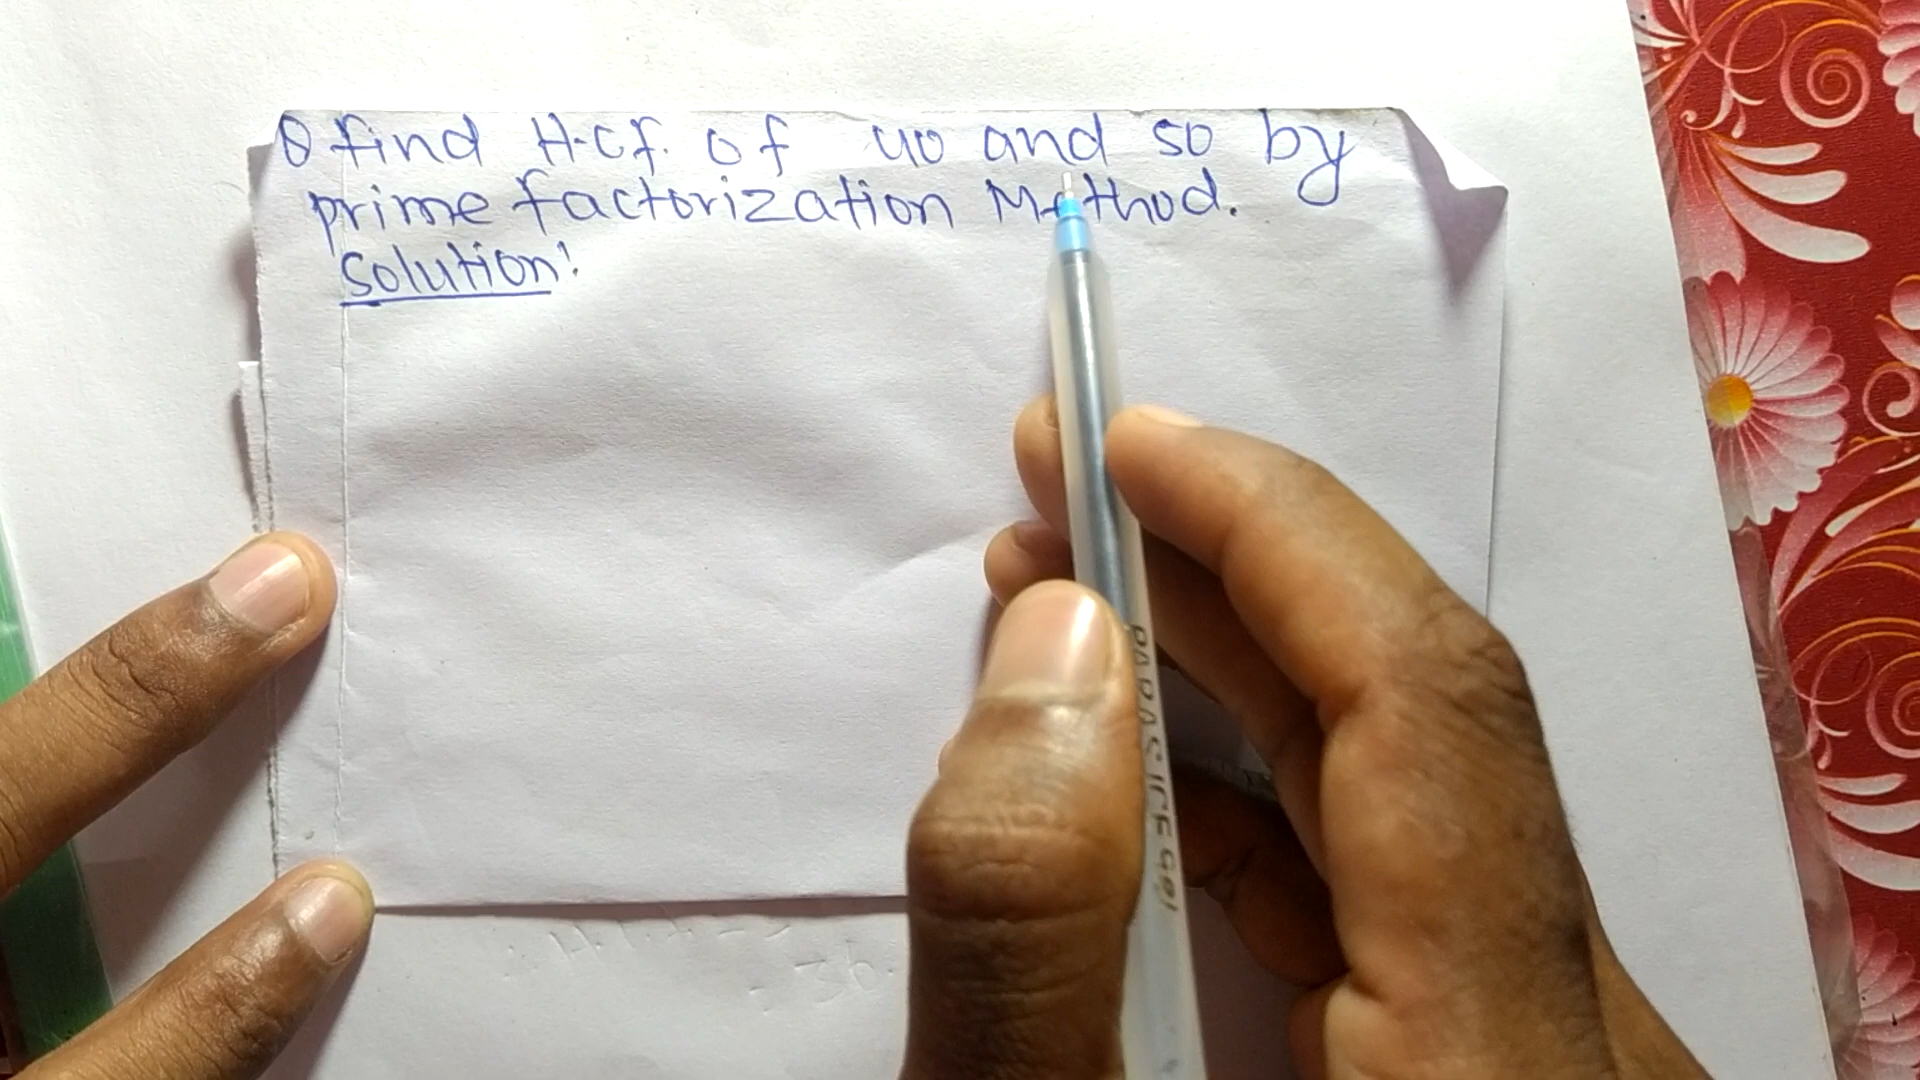 Q find H.C.F. of 40 and 50 by
prime factorization Method.
Solution: